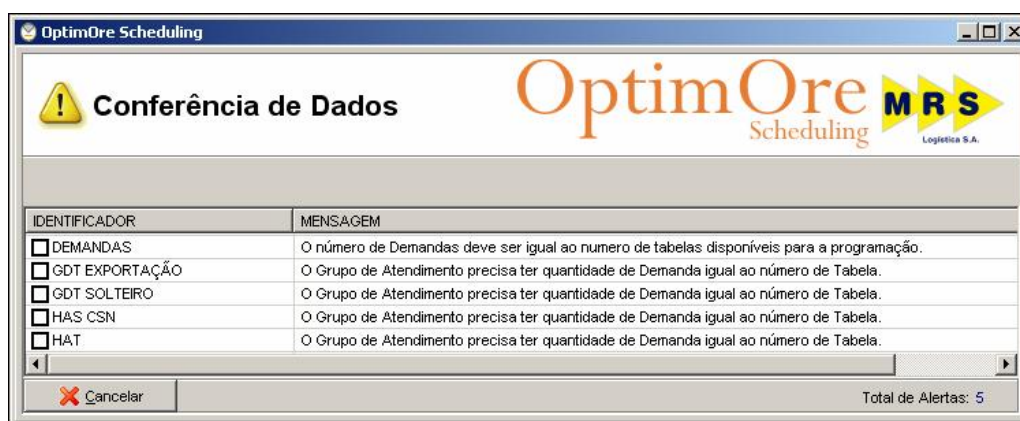 OptimOre Scheduling
Conferência de Dados
OptimOre
Scheduling
MRS
Logística S.A.
IDENTIFICADOR MENSAGEM
DEMANDAS O número de Demandas deve ser igual ao numero de tabelas disponíveis para a programação.
GDT EXPORTAÇÃO O Grupo de Atendimento precisa ter quantidade de Demanda igual ao número de Tabela.
GDT SOLTEIRO O Grupo de Atendimento precisa ter quantidade de Demanda igual ao número de Tabela.
HAS CSN O Grupo de Atendimento precisa ter quantidade de Demanda igual ao número de Tabela.
HAT O Grupo de Atendimento precisa ter quantidade de Demanda igual ao número de Tabela.
Cancelar Total de Alertas: 5